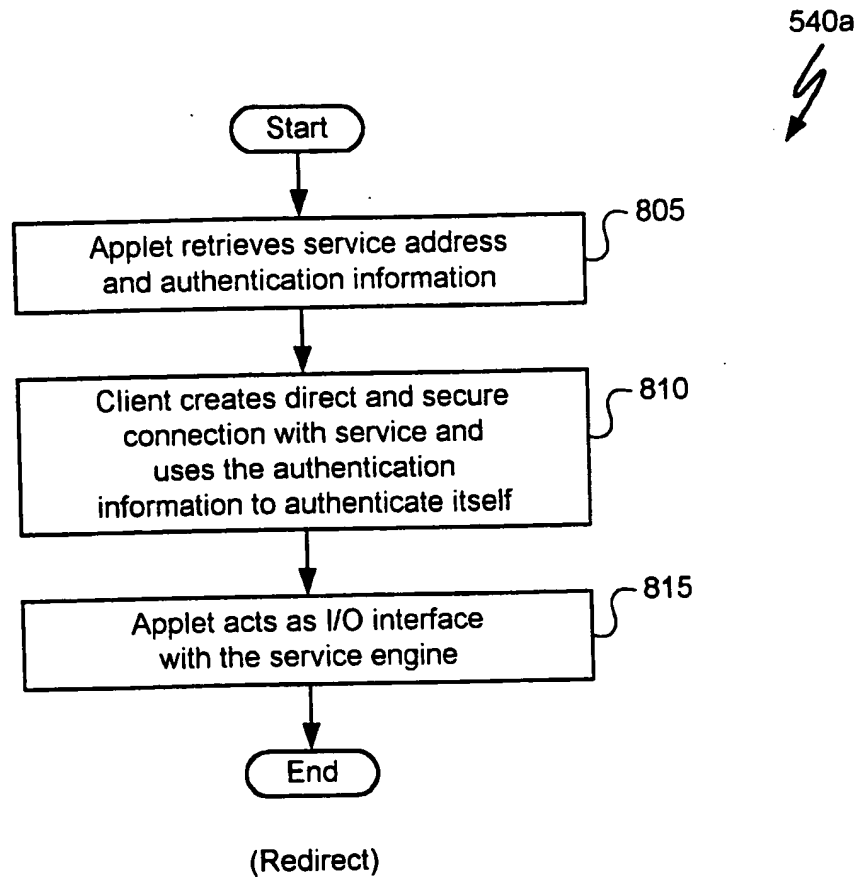 540a
Start
805
Applet retrieves service address
and authentication information
810
Client creates direct and secure
connection with service and
uses the authentication
information to authenticate itself
815
Applet acts as I/O interface
with the service engine
End
(Redirect)